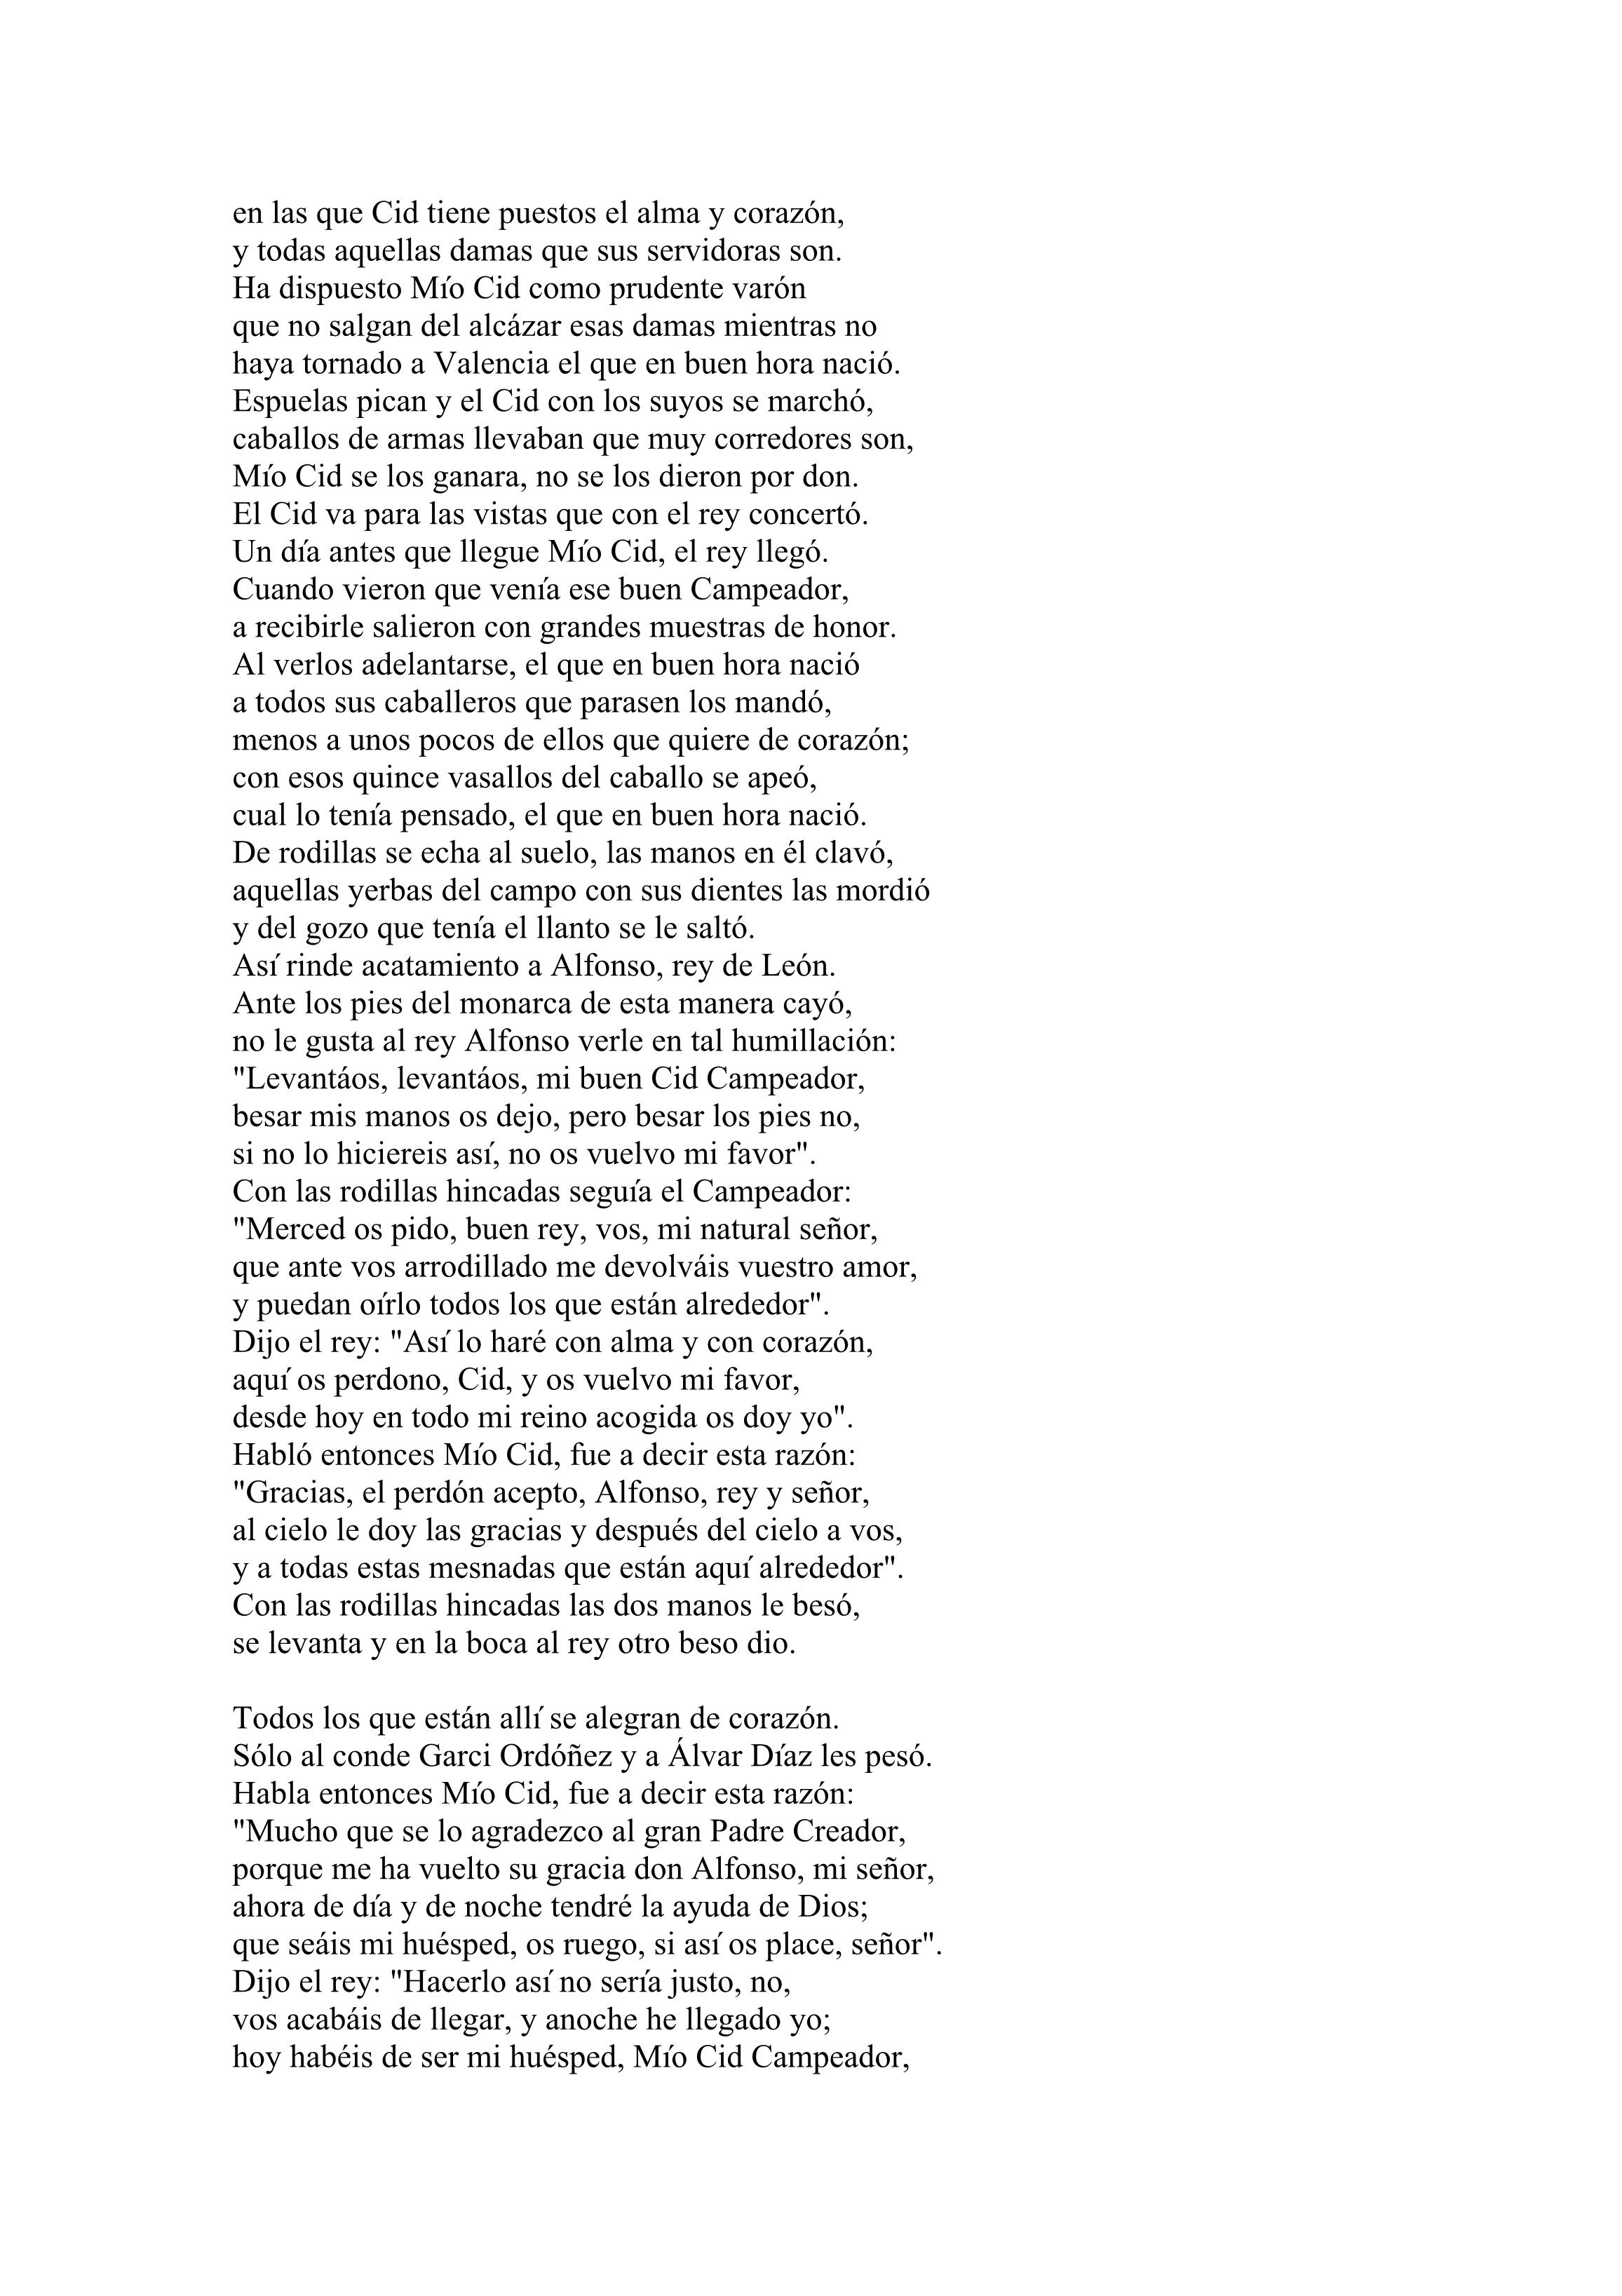 en las que Cid tiene puestos el alma y corazón,
y todas aquellas damas que sus servidoras son.
Ha dispuesto Mío Cid como prudente varón
que no salgan del alcázar esas damas mientras no
haya tornado a Valencia el que en buen hora nació.
Espuelas pican y el Cid con los suyos se marchó,
caballos de armas llevaban que muy corredores son,
Mío Cid se los ganara, no se los dieron por don.
El Cid va para las vistas que con el rey concertó.
Un día antes que llegue Mío Cid, el rey llegó.
Cuando vieron que venía ese buen Campeador,
a recibirle salieron con grandes muestras de honor.
Al verlos adelantarse, el que en buen hora nació
a todos sus caballeros que parasen los mandó,
menos a unos pocos de ellos que quiere de corazón;
con esos quince vasallos del caballo se apeó,
cual lo tenía pensado, el que en buen hora nació.
De rodillas se echa al suelo, las manos en él clavó,
aquellas yerbas del campo con sus dientes las mordió
y del gozo que tenía el llanto se le saltó.
Así rinde acatamiento a Alfonso, rey de León.
Ante los pies del monarca de esta manera cayó,
no le gusta al rey Alfonso verle en tal humillación:
"Levantáos, levantáos, mi buen Cid Campeador,
besar mis manos os dejo, pero besar los pies no,
si no lo hiciereis así, no os vuelvo mi favor".
Con las rodillas hincadas seguía el Campeador:
"Merced os pido, buen rey, vos, mi natural señor,
que ante vos arrodillado me devolváis vuestro amor,
y puedan oírlo todos los que están alrededor".
Dijo el rey: "Así lo haré con alma y con corazón,
aquí os perdono, Cid, y os vuelvo mi favor,
desde hoy en todo mi reino acogida os doy yo".
Habló entonces Mío Cid, fue a decir esta razón:
"Gracias, el perdón acepto, Alfonso, rey y señor,
al cielo le doy las gracias y después del cielo a vos,
y a todas estas mesnadas que están aquí alrededor".
Con las rodillas hincadas las dos manos le besó,
se levanta y en la boca al rey otro beso dio.

Todos los que están allí se alegran de corazón.
Sólo al conde Garci Ordóñez y a Álvar Díaz les pesó.
Habla entonces Mío Cid, fue a decir esta razón:
"Mucho que se lo agradezco al gran Padre Creador,
porque me ha vuelto su gracia don Alfonso, mi señor,
ahora de día y de noche tendré la ayuda de Dios;
que seáis mi huésped, os ruego, si así os place, señor".
Dijo el rey: "Hacerlo así no sería justo, no,
vos acabáis de llegar, y anoche he llegado yo;
hoy habéis de ser mi huésped, Mío Cid Campeador,